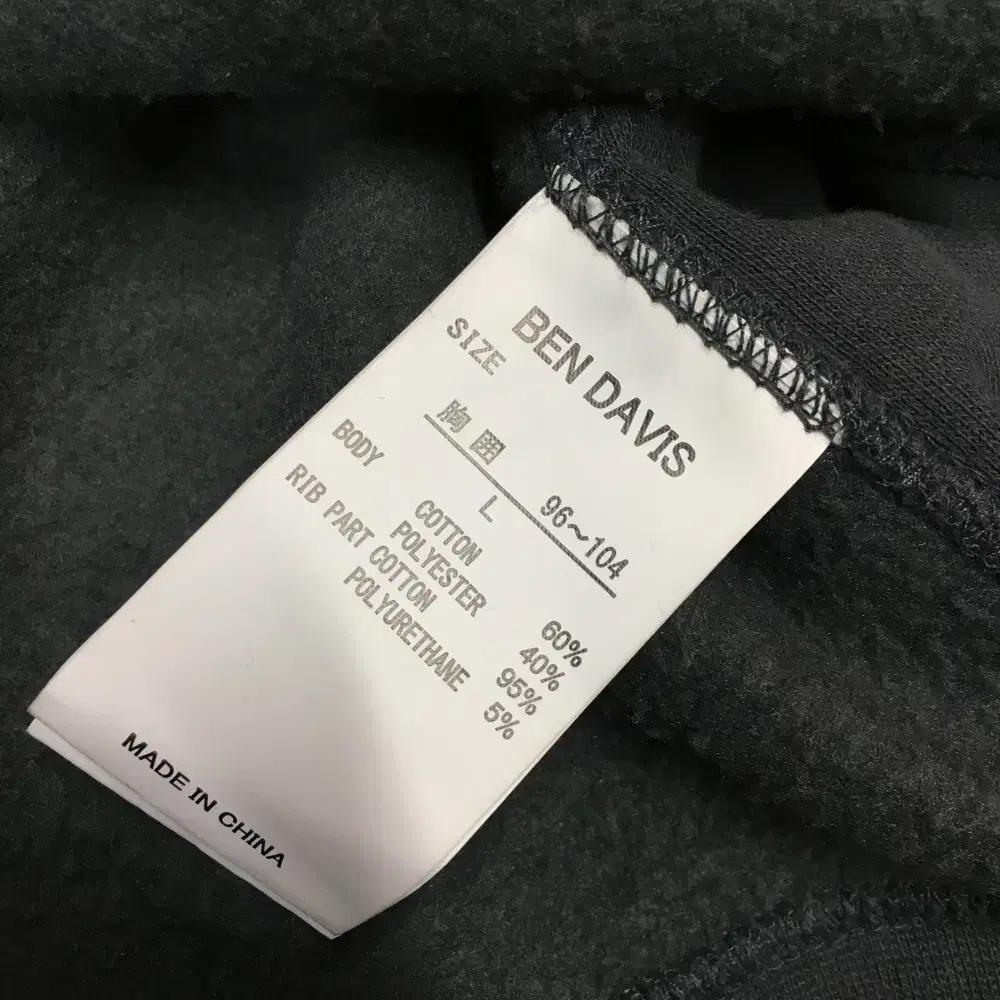 BEN DAVIS
SIZE
胸囲 96～104
L
BODY COTTON 60%
POLYESTER 40%
RIB PART COTTON 95%
POLYURETHANE 5%
MADE IN CHINA